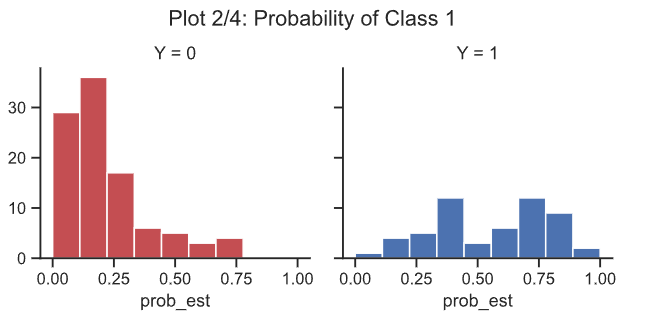 Plot 2/4: Probability of Class 1
Y = 0
Y = 1
30
20
10
0
0.00 0.25 0.50 0.75 1.00
0.00 0.25 0.50 0.75 1.00
prob_est
prob_est